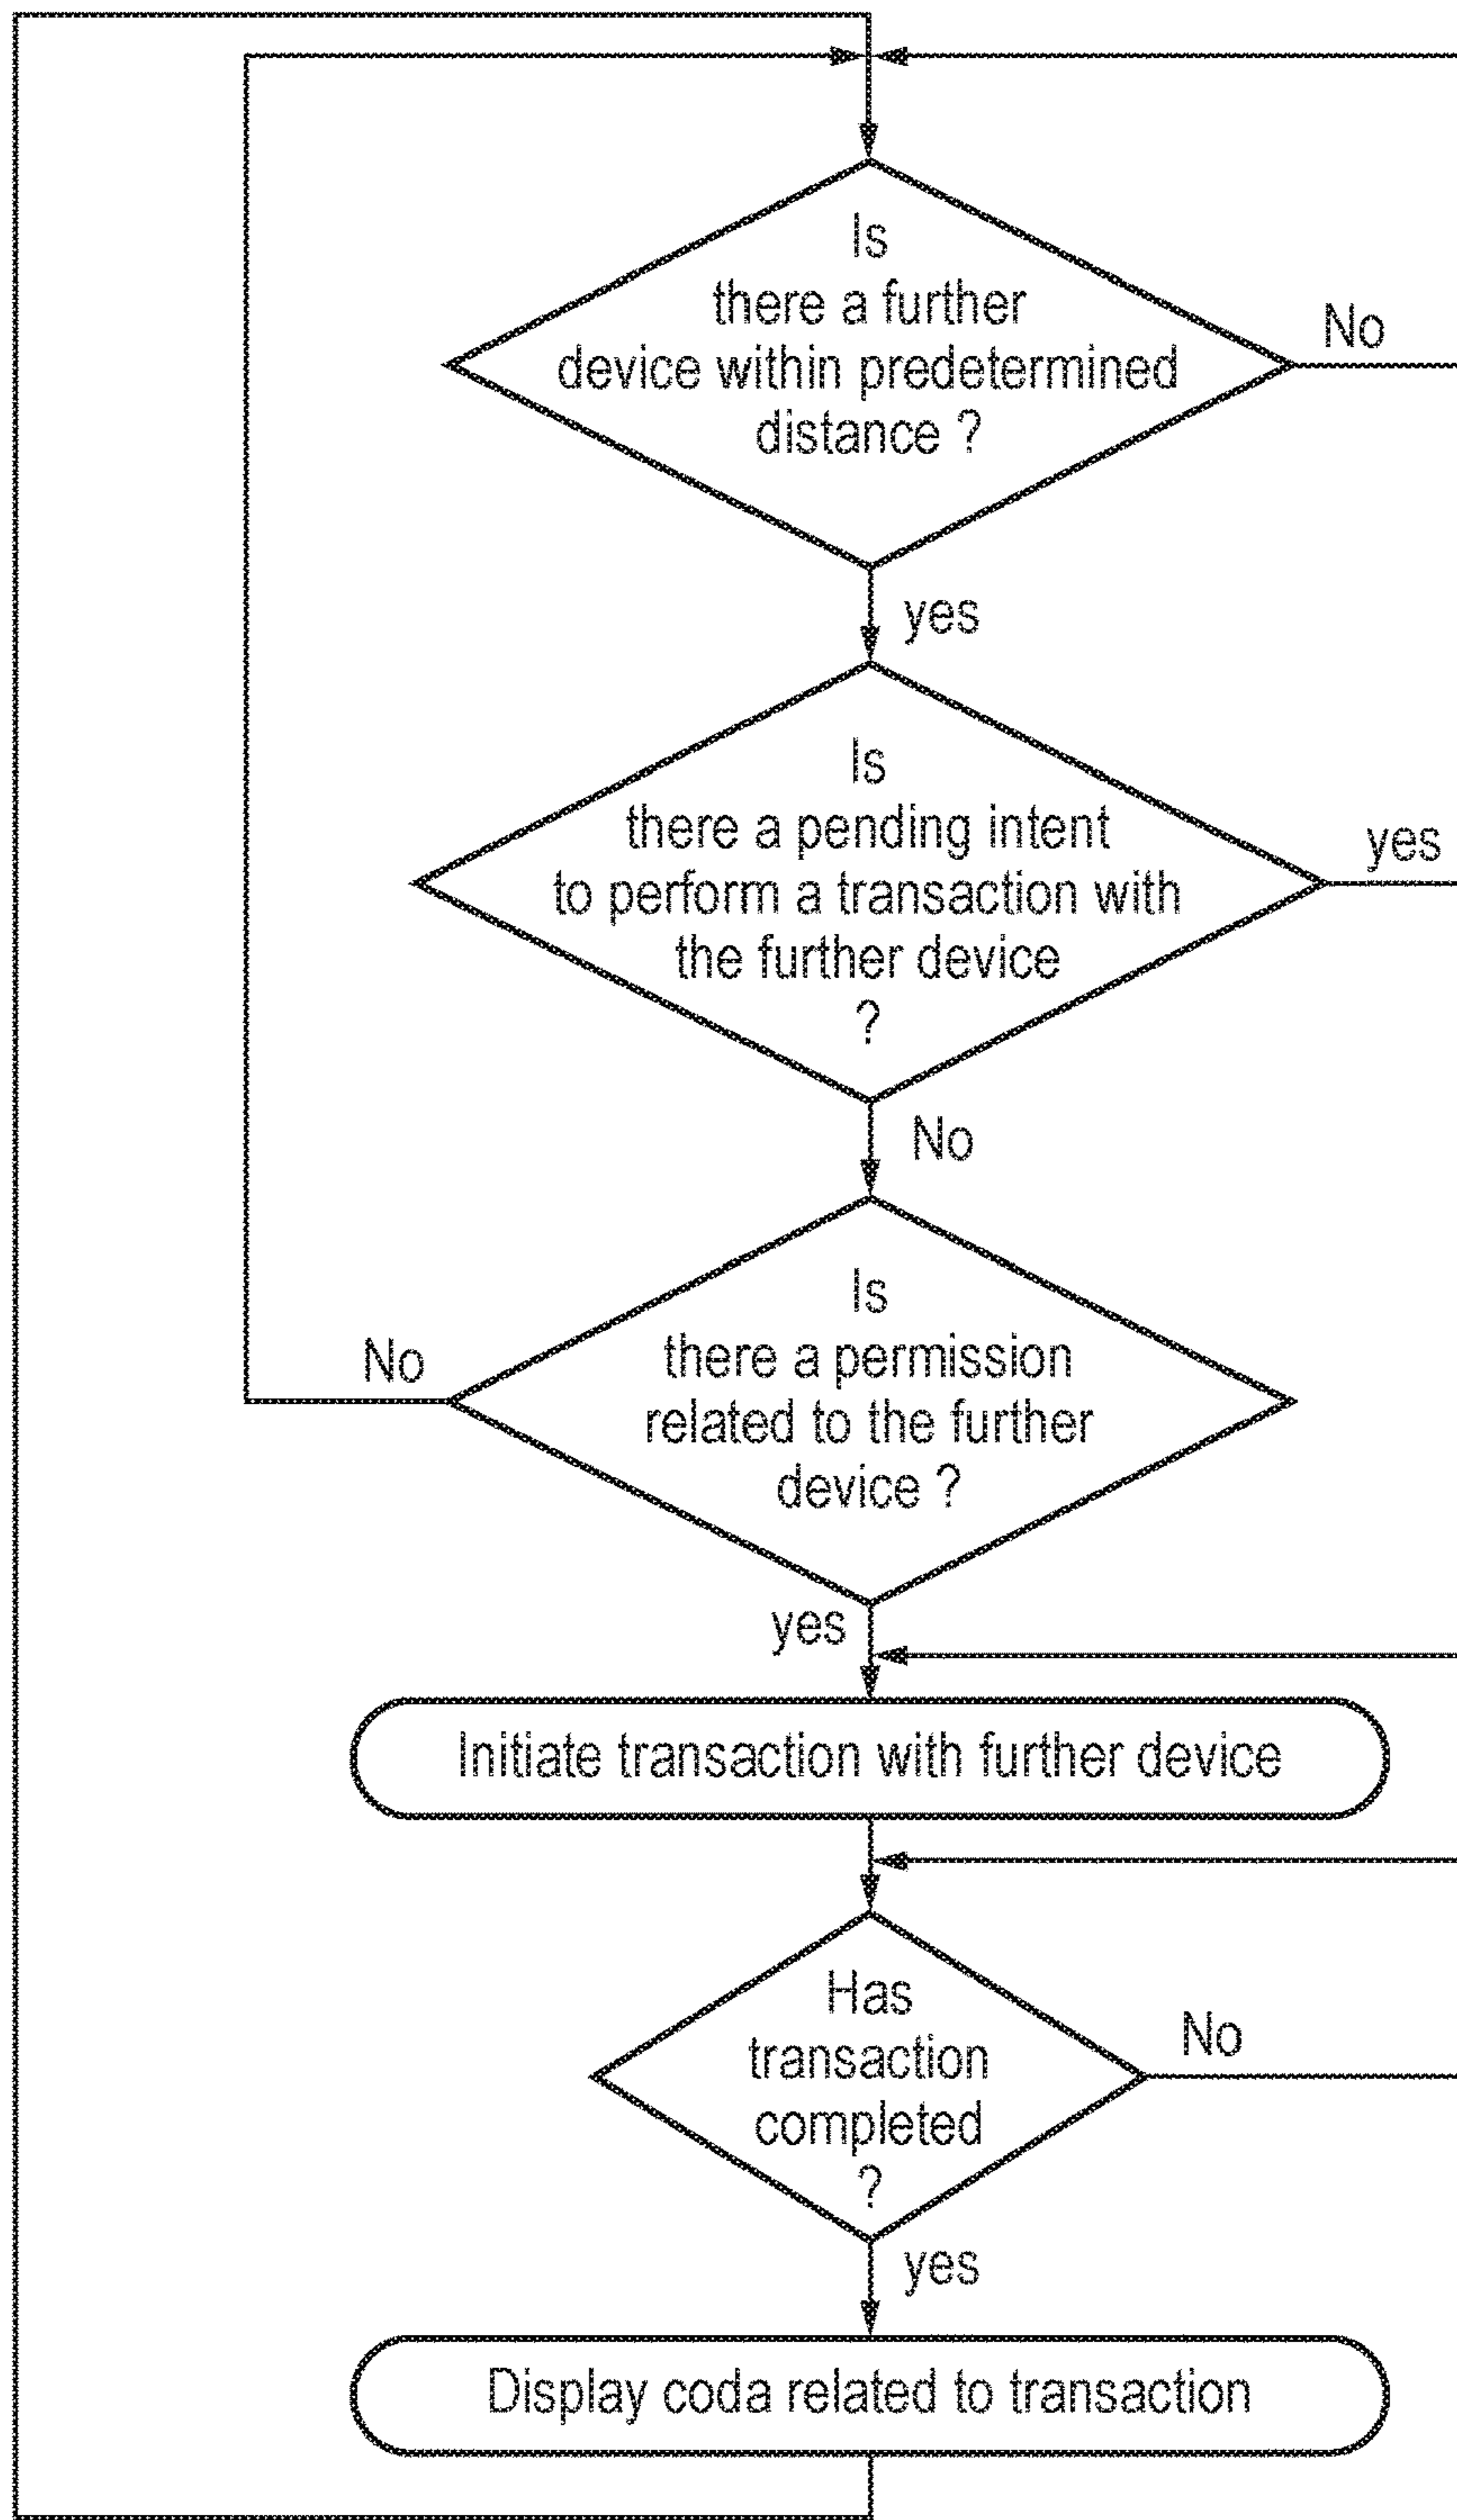 Is
there a further
device within predetermined
distance ?
No
yes
Is
there a pending intent
to perform a transaction with
the further device
?
yes
No
Is
there a permission
related to the further
device ?
No
yes
Initiate transaction with further device
Has
transaction
completed
?
No
yes
Display coda related to transaction